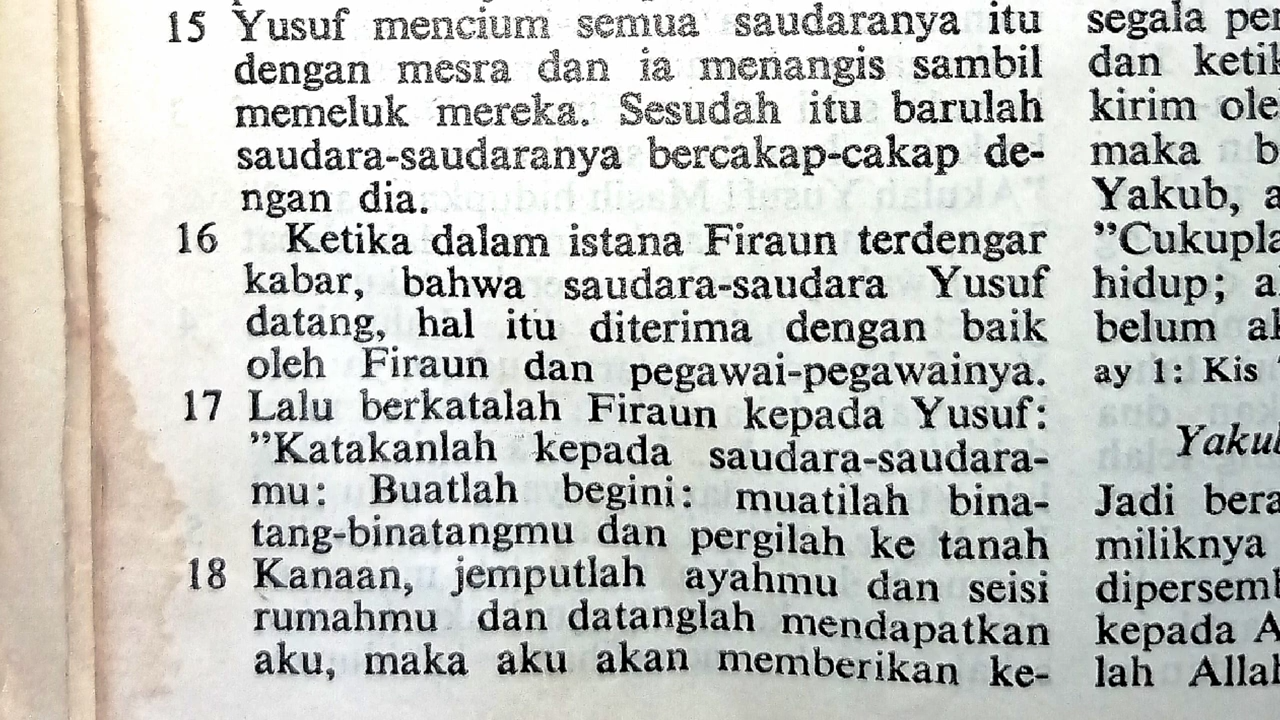 15 Yusuf mencium semua saudaranya itu
dengan mesra dan ia menangis sambil
memeluk mereka. Sesudah itu barulah
saudara-saudaranya bercakap-cakap de-
ngan dia.
16 Ketika dalam istana Firaun terdengar
kabar, bahwa saudara-saudara Yusuf
datang, hal itu diterima dengan baik
oleh Firaun dan pegawai-pegawainya.
17 Lalu berkatalah Firaun kepada Yusuf:
”Katakanlah kepada saudara-saudara-
mu: Buatlah begini: muatilah bina-
tang-binatangmu dan pergilah ke tanah
18 Kanaan, jemputlah ayahmu dan seisi
rumahmu dan datanglah mendapatkan
aku, maka aku akan memberikan ke-
segala
dan
kirim
maka
Yakub,
”
hidup;
belum
ay 1: Kis
Jadi
miliknya
kepada
lah